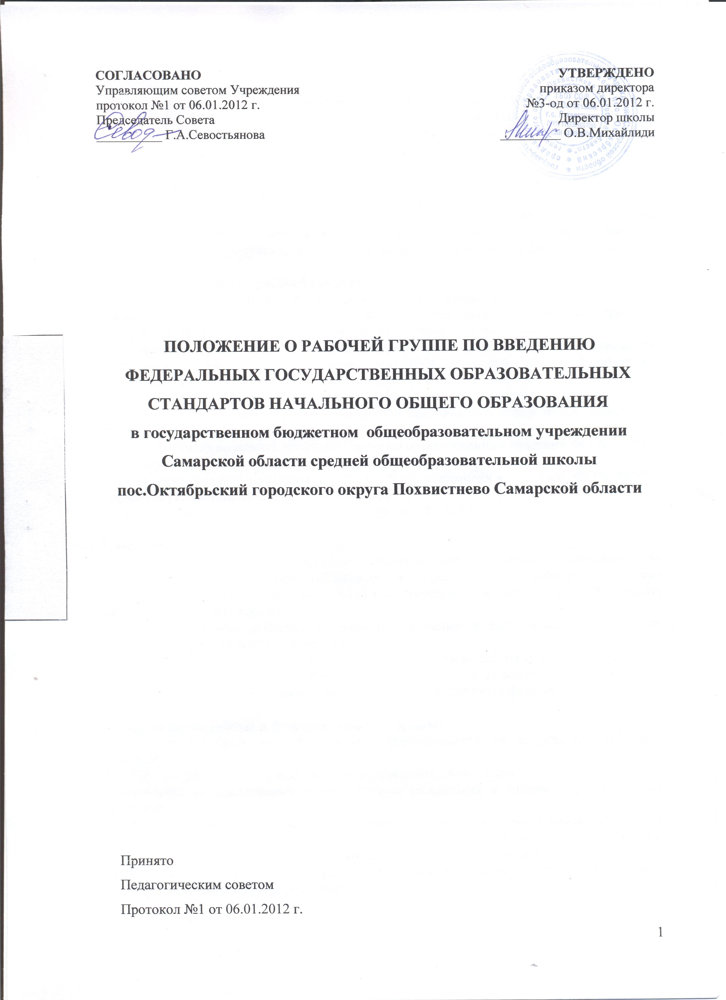 СОГЛАСОВАНО
Управляющим советом Учреждения
протокол №1 от 06.01.2012 г.
Председатель Совета
__________ Г.А.Севостьянова
УТВЕРЖДЕНО
приказом директора
№3-од от 06.01.2012 г.
Директор школы
_________ О.В.Михайлиди
ПОЛОЖЕНИЕ О РАБОЧЕЙ ГРУППЕ ПО ВВЕДЕНИЮ
ФЕДЕРАЛЬНЫХ ГОСУДАРСТВЕННЫХ ОБРАЗОВАТЕЛЬНЫХ
СТАНДАРТОВ НАЧАЛЬНОГО ОБЩЕГО ОБРАЗОВАНИЯ
в государственном бюджетном  общеобразовательном учреждении
Самарской области средней общеобразовательной школы
пос.Октябрьский городского округа Похвистнево Самарской области
Принято
Педагогическим советом
Протокол №1 от 06.01.2012 г.
1